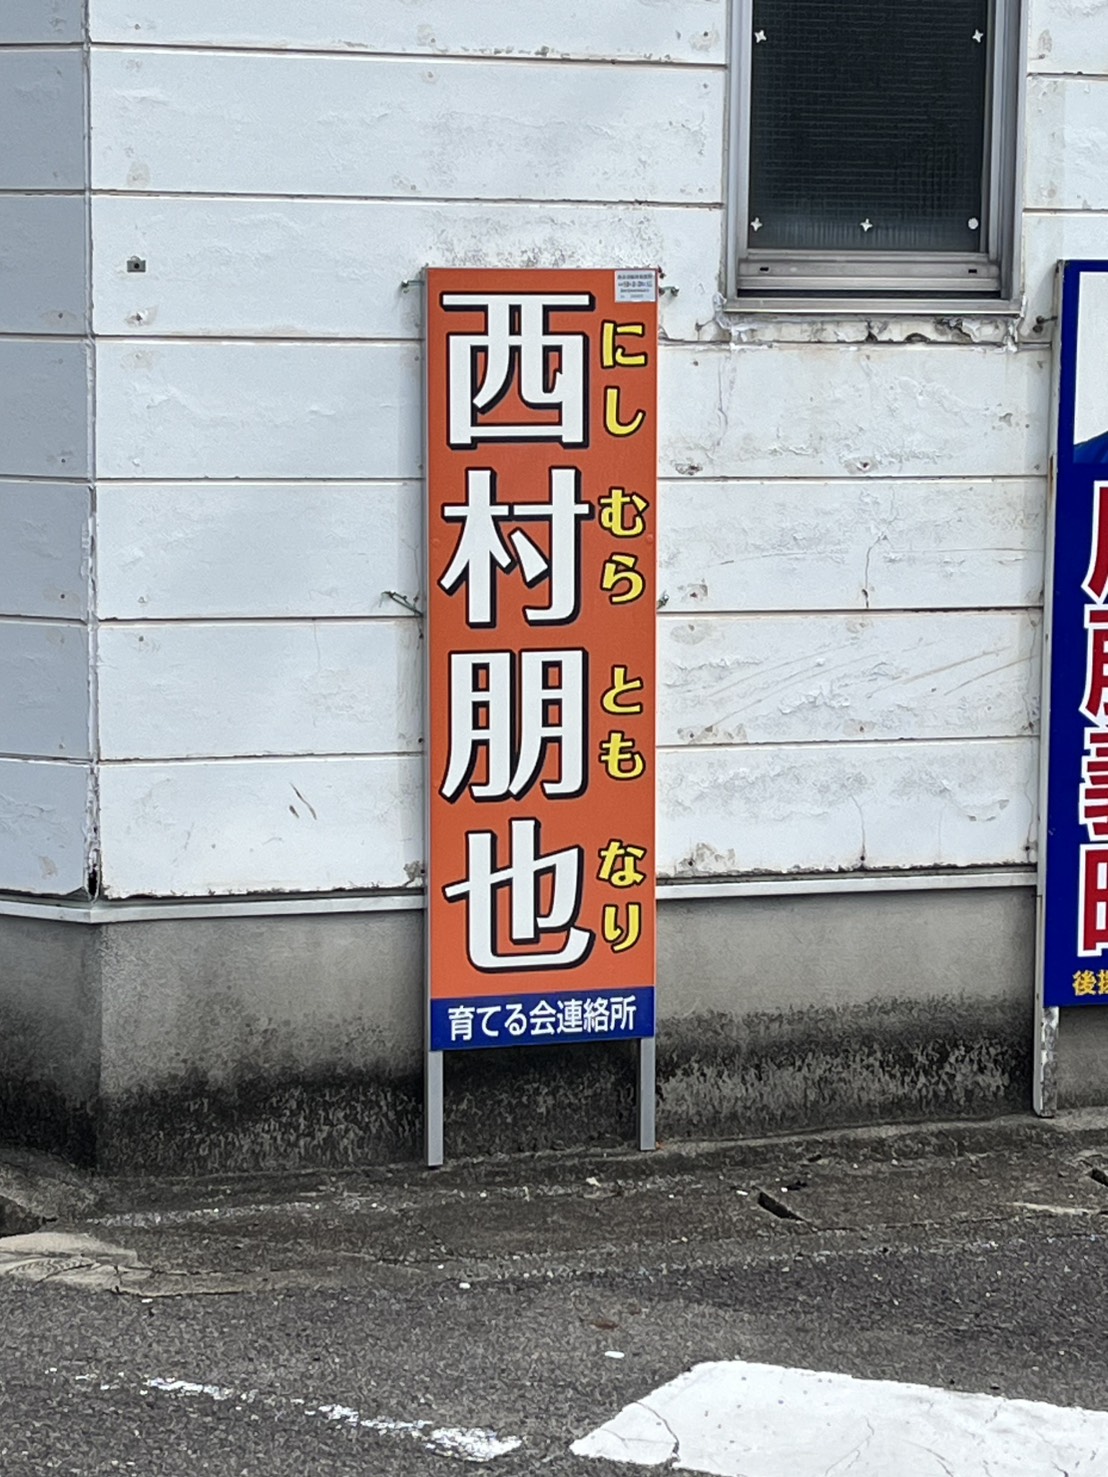 西村朋也
にし むら とも なり
育てる会連絡所